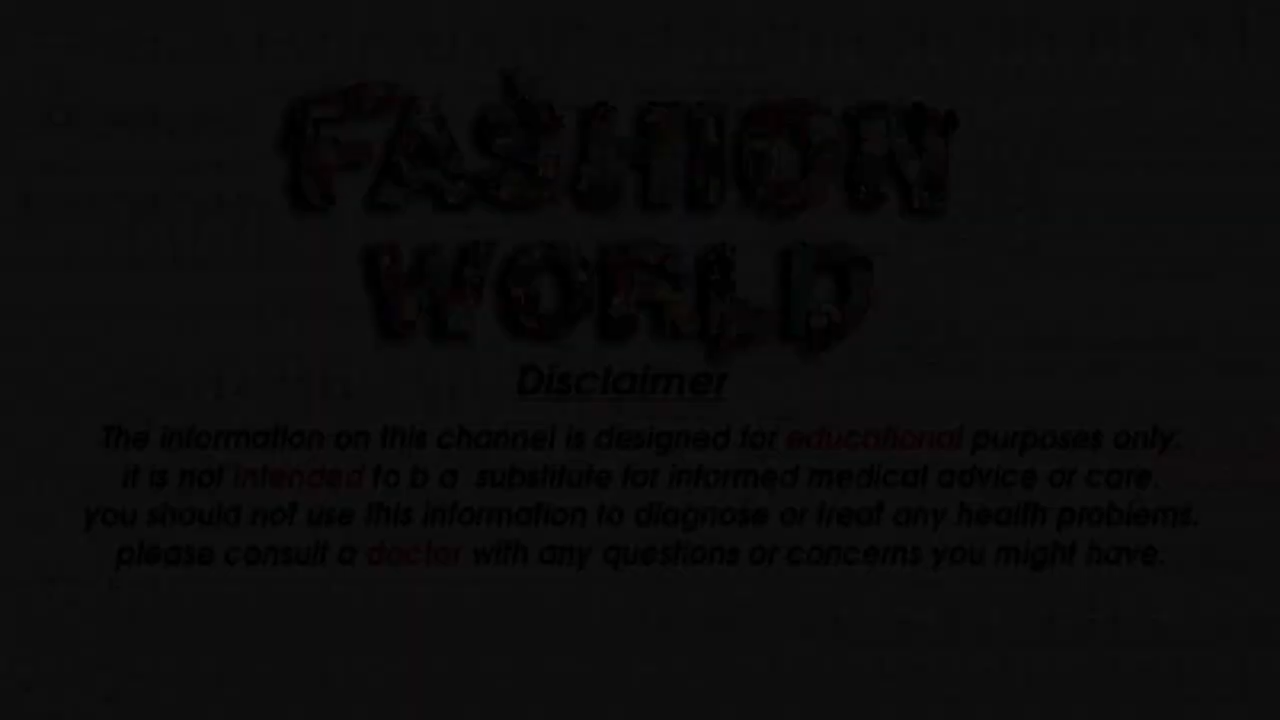 FASHION
WORLD
Disclaimer
The information on this channel is designed for educational purposes only.
it is not intended to b a substitute for informed medical advice or care.
you should not use this information to diagnose or treat any health problems.
please consult a doctor with any questions or concerns you might have.